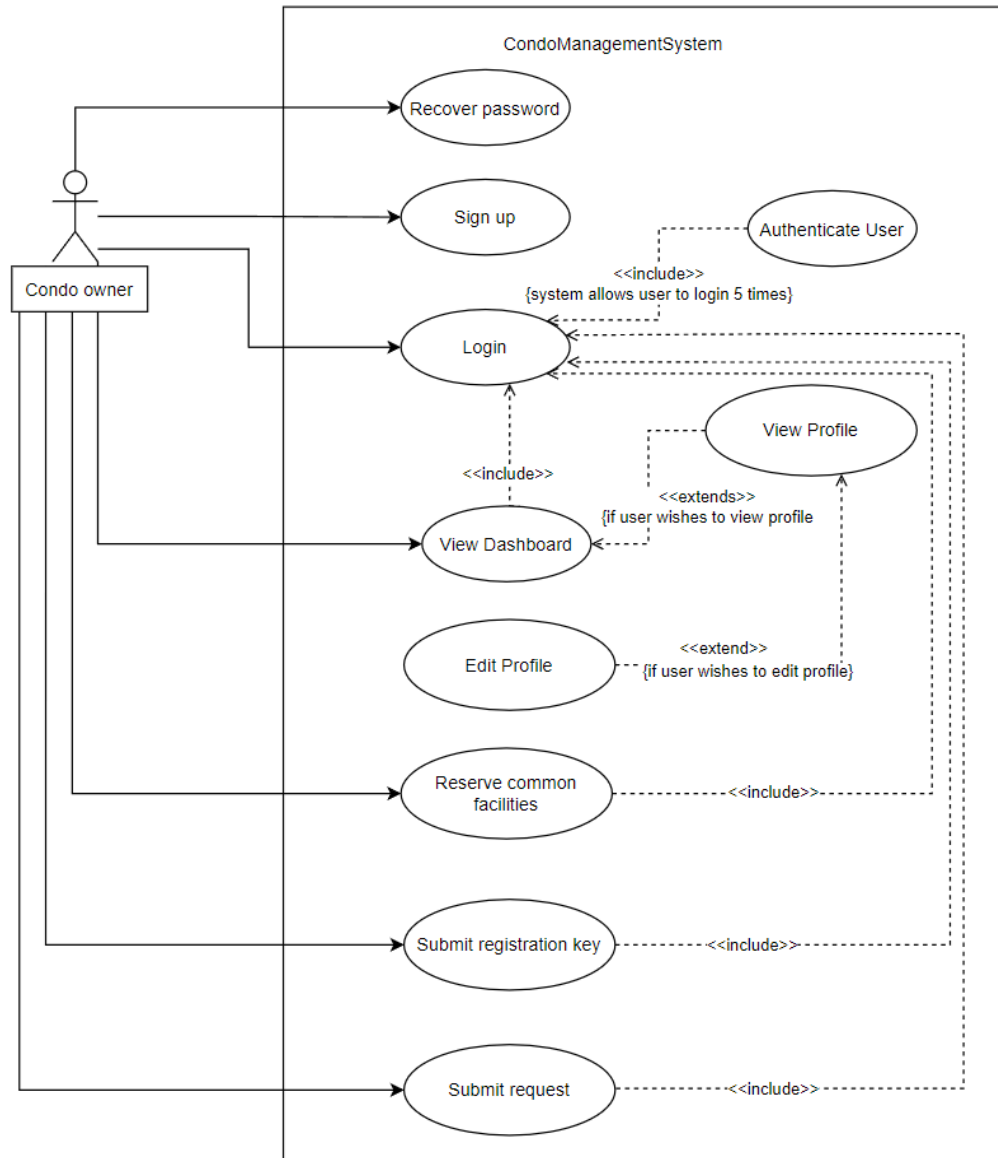 CondoManagementSystem
Recover password
Sign up
Authenticate User
<<include>>
{system allows user to login 5 times}
Condo owner
Login
View Profile
<<include>>
<<extends>>
{if user wishes to view profile
View Dashboard
<<extend>>
{if user wishes to edit profile}
Edit Profile
Reserve common
facilities
<<include>>
Submit registration key
<<include>>
Submit request
<<include>>